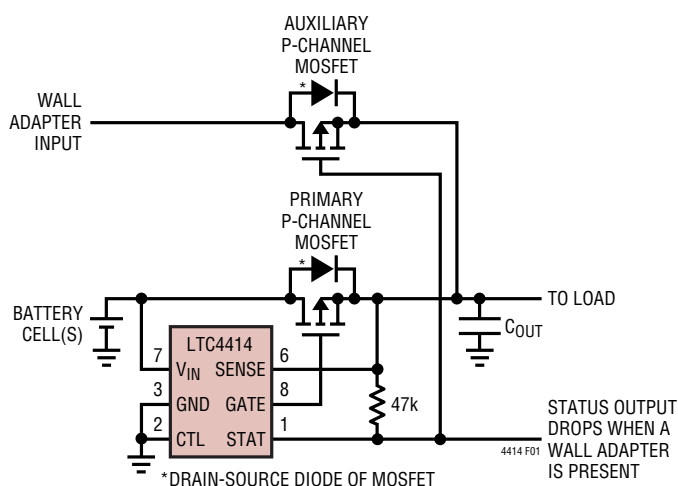 AUXILIARY
P-CHANNEL
MOSFET
*
WALL
ADAPTER
INPUT
PRIMARY
P-CHANNEL
MOSFET
*
TO LOAD
BATTERY
CELL(S)
COUT
LTC4414
7 VIN SENSE 6
3 GND GATE 8
2 CTL STAT 1
47k
STATUS OUTPUT
DROPS WHEN A
WALL ADAPTER
IS PRESENT
4414 F01
*DRAIN-SOURCE DIODE OF MOSFET